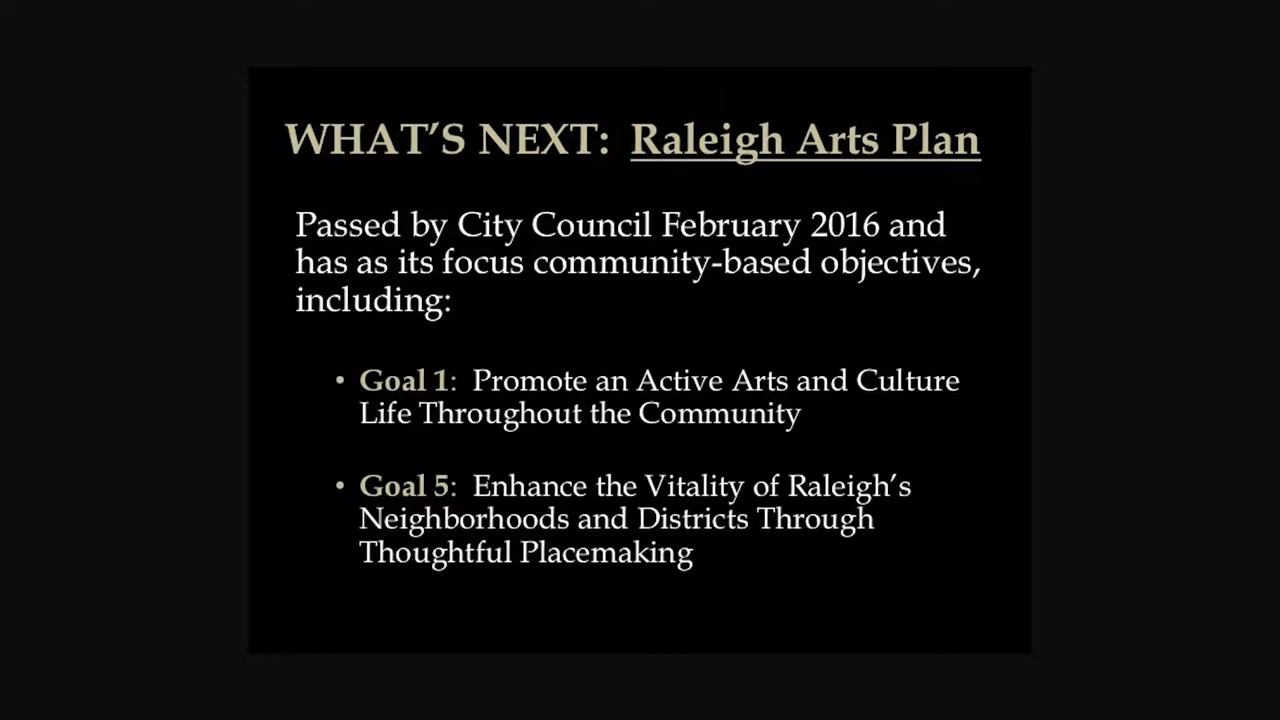 WHAT’S NEXT: Raleigh Arts Plan
Passed by City Council February 2016 and
has as its focus community-based objectives,
including:
• Goal 1: Promote an Active Arts and Culture
Life Throughout the Community
• Goal 5: Enhance the Vitality of Raleigh’s
Neighborhoods and Districts Through
Thoughtful Placemaking